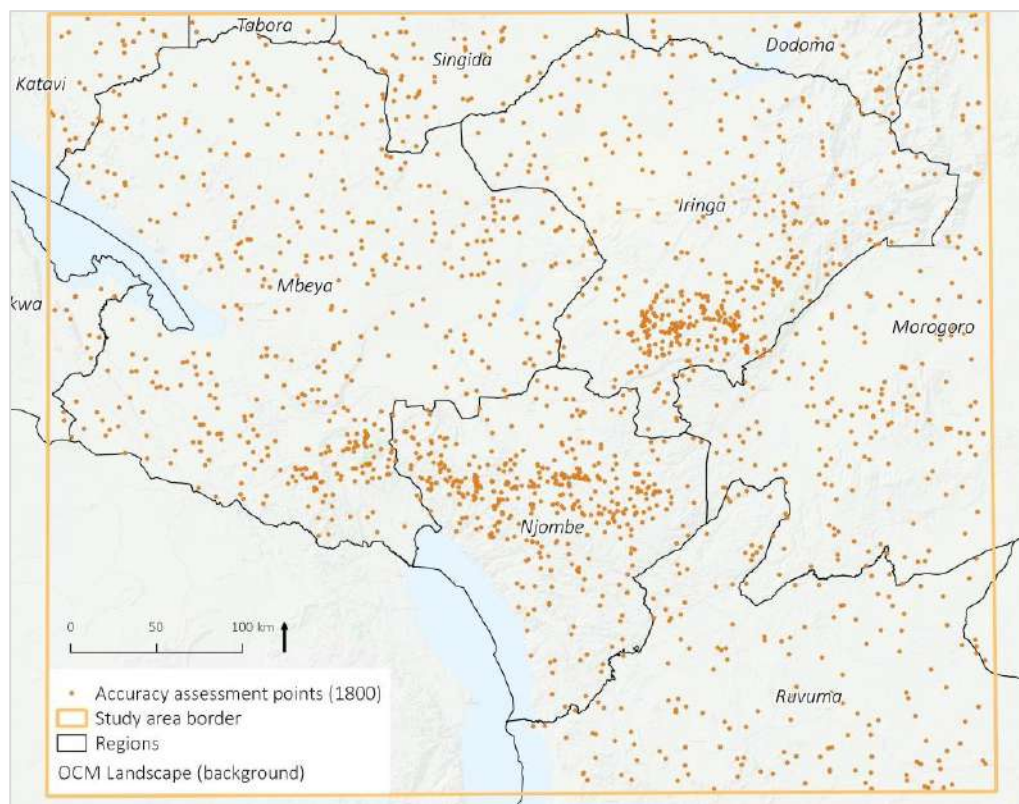 Tabora
Singida
Dodoma
Katavi
Iringa
Mbeya
kwa
Morogoro
Njombe
Ruvuma
0 50 100 km
Accuracy assessment points (1800)
Study area border
Regions
OCM Landscape (background)